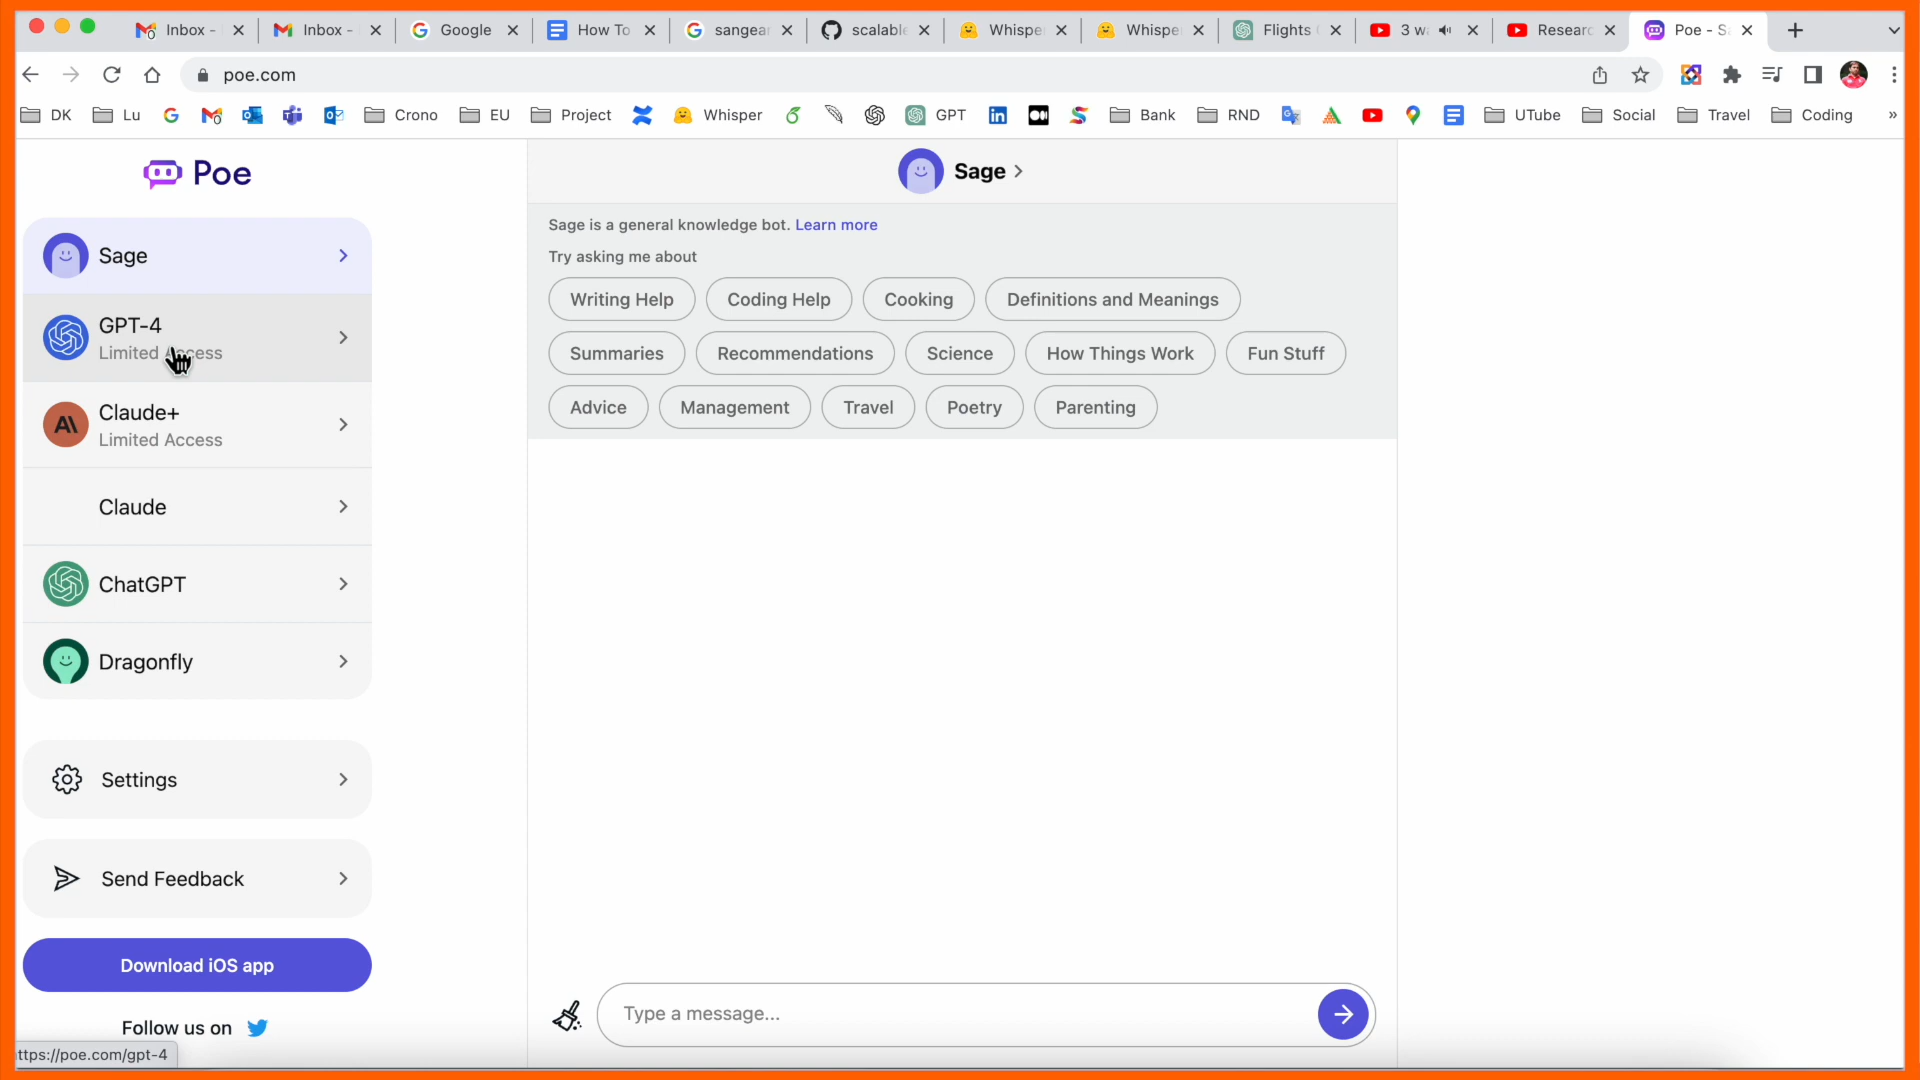 Inbox -
Inbox -
Google
How To
sangear
scalable
Whisper
Whisper
Flights
3 w
Researc
Poe - S
poe.com
DK
Lu
Crono
EU
Project
Whisper
GPT
Bank
RND
UTube
Social
Travel
Coding
»
Poe
Sage
GPT-4
Limited Access
Claude+
Limited Access
Claude
ChatGPT
Dragonfly
Settings
Send Feedback
Download iOS app
Follow us on
ttps://poe.com/gpt-4
Sage
Sage is a general knowledge bot. Learn more
Try asking me about
Writing Help Coding Help Cooking Definitions and Meanings
Summaries Recommendations Science How Things Work Fun Stuff
Advice Management Travel Poetry Parenting
Type a message...